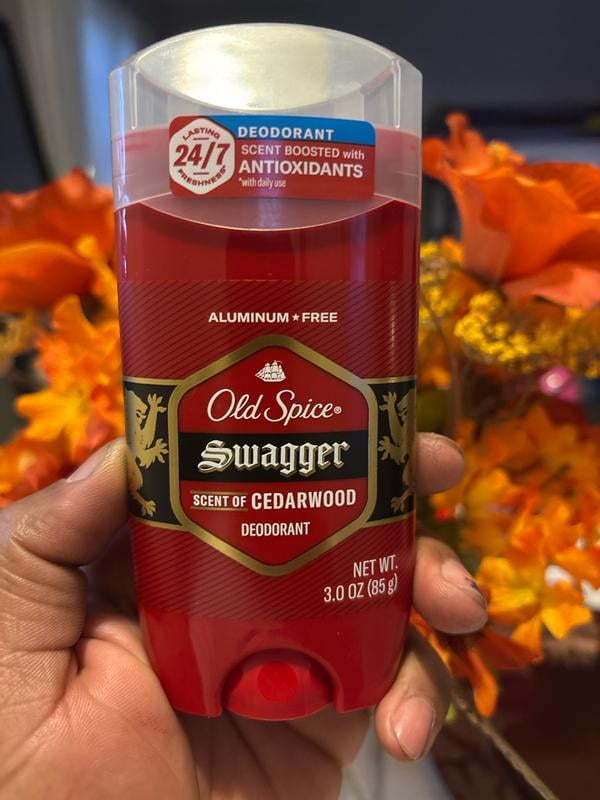 LASTING
24/7
FRESHNESS*
DEODORANT
SCENT BOOSTED with
ANTIOXIDANTS
*with daily use
ALUMINUM★FREE
Old Spice®
Swagger
SCENT OF CEDARWOOD
DEODORANT
NET WT.
3.0 OZ (85 g)